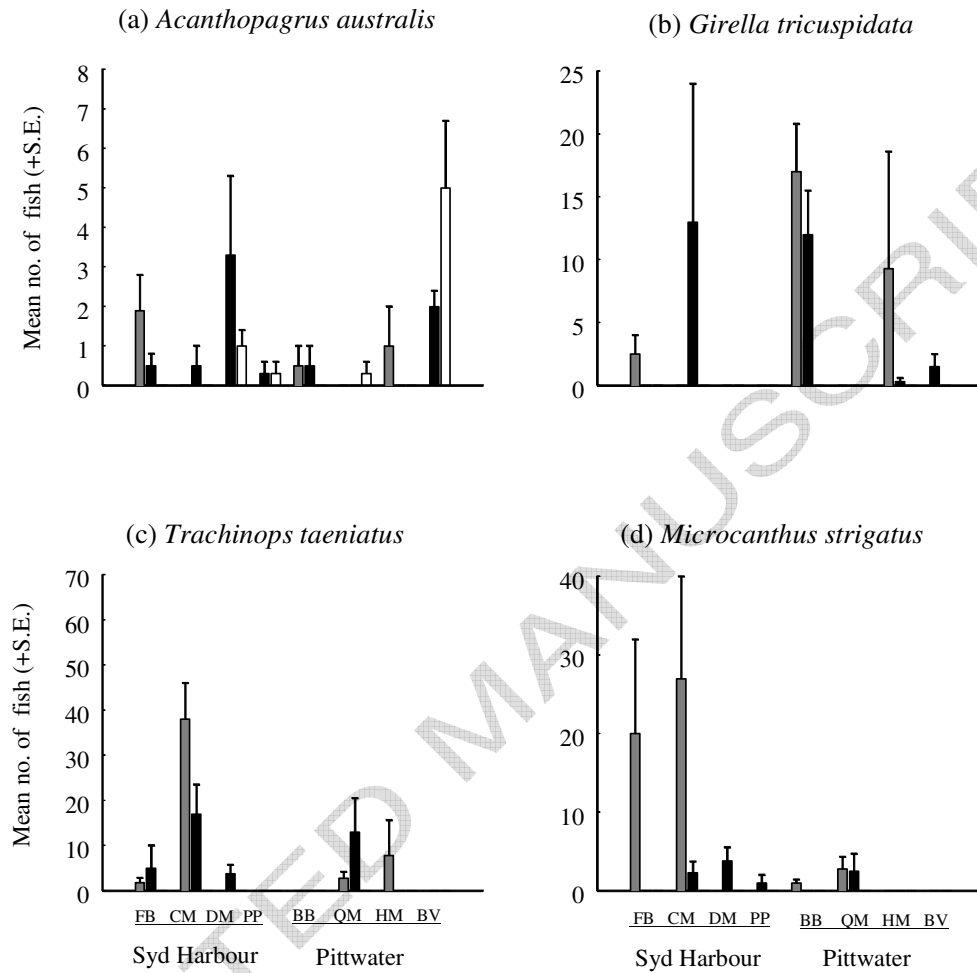 (a) Acanthopagrus australis
(b) Girella tricuspidata
Mean no. of fish (+S.E.)
8
7
6
5
4
3
2
1
0
25
20
15
10
5
0
(c) Trachinops taeniatus
(d) Microcanthus strigatus
Mean no. of fish (+S.E.)
70
60
50
40
30
20
10
0
40
30
20
10
0
FB CM DM PP BB QM HM BV
Syd Harbour Pittwater
FB CM DM PP BB QM HM BV
Syd Harbour Pittwater
TED MANUSCRIP